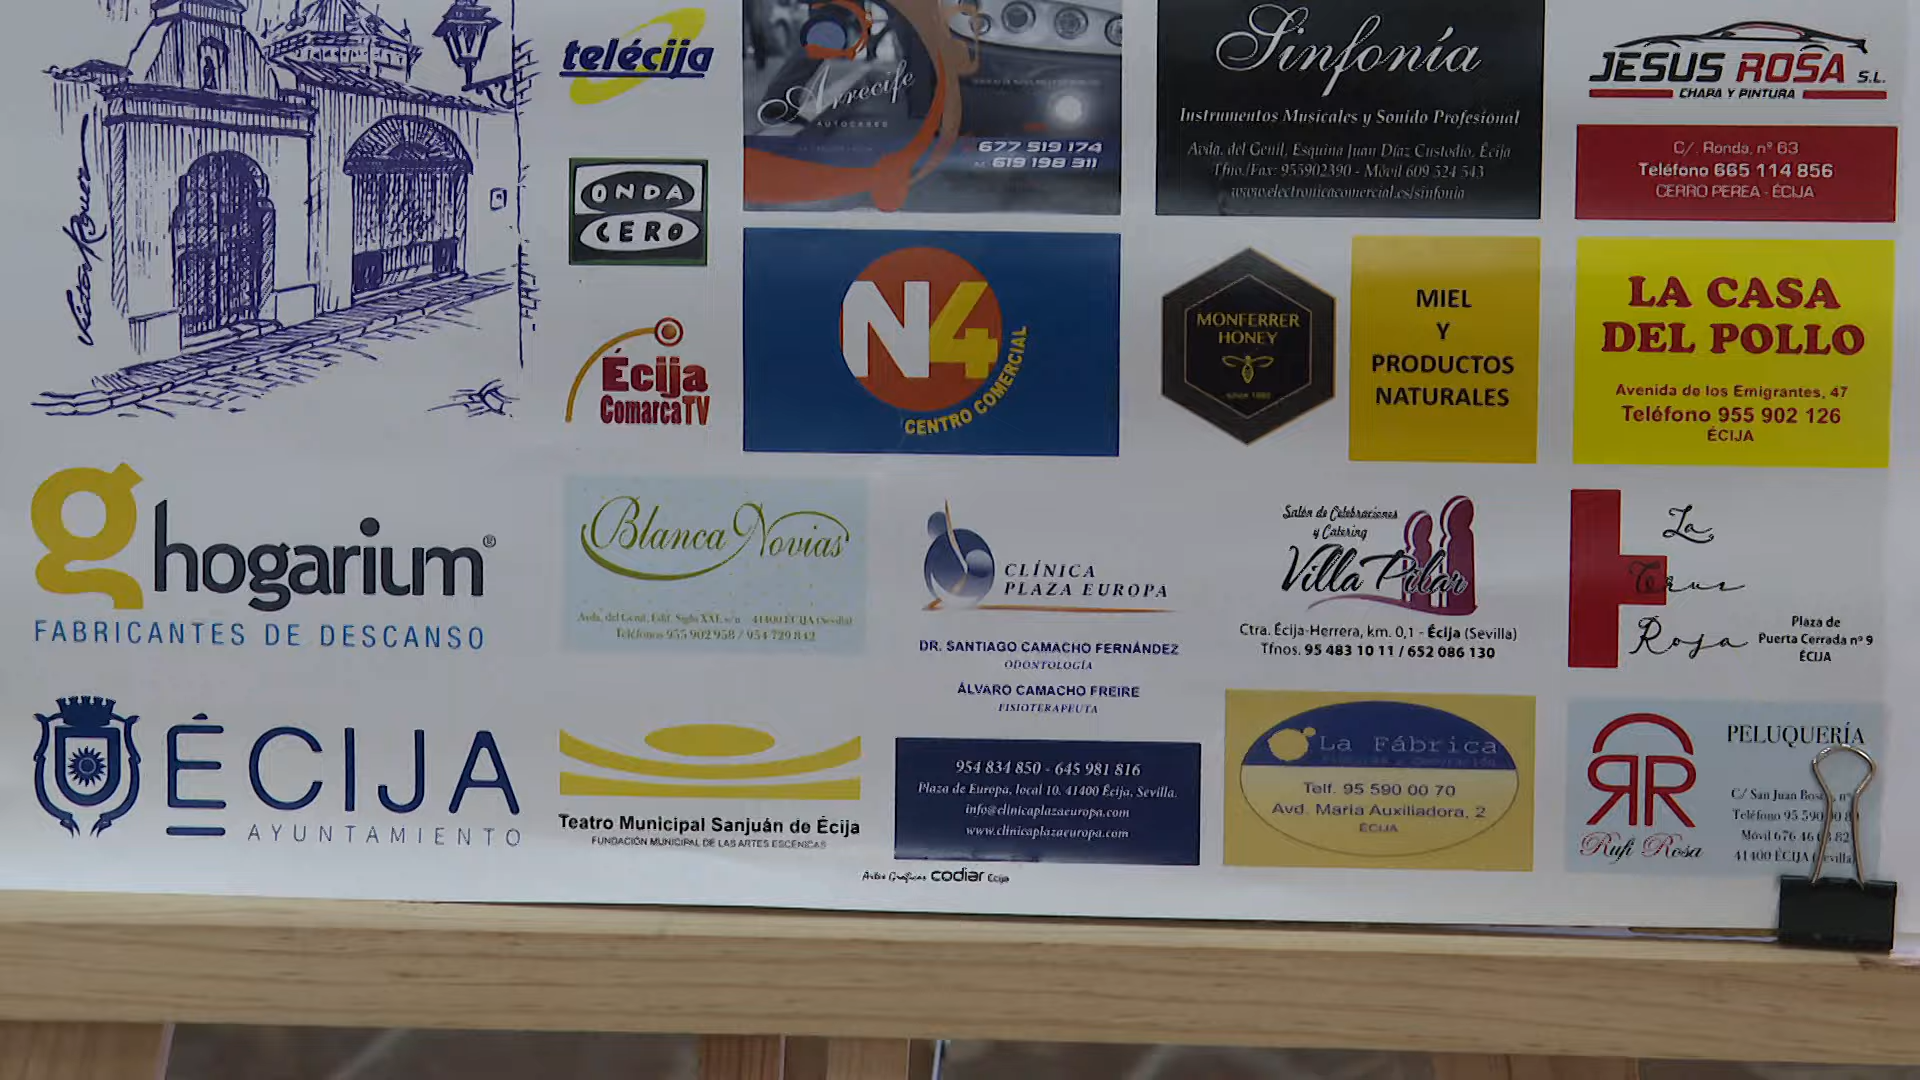 Víctor Roues
telécija
ONDA
CERO
Écija
ComarcaTV
Arrecife
AUTOCARES
677 519 174
619 198 311
N4
CENTRO COMERCIAL
Sinfonía
Instrumentos Musicales y Sonido Profesional
Avda. del Genil, Esquina Juan Díaz Custodio, Écija
Tfno./Fax: 955902390 - Móvil 609 524 543
www.electronicacomercial.es/sinfonia
MONFERRER
HONEY
MIEL
Y
PRODUCTOS
NATURALES
JESUS ROSA S.L.
CHAPA Y PINTURA
C/. Ronda, nº 63
Teléfono 665 114 856
CERRO PEREA - ÉCIJA
LA CASA
DEL POLLO
Avenida de los Emigrantes, 47
Teléfono 955 902 126
ÉCIJA
g hogarium®
FABRICANTES DE DESCANSO
Blanca Novias
Avda. del Genil, Edif. Siglo XXI, s/n - 41400 ÉCIJA (Sevilla)
Teléfonos 955 902 958 / 954 729 842
CLÍNICA
PLAZA EUROPA
DR. SANTIAGO CAMACHO FERNÁNDEZ
ODONTOLOGÍA
ÁLVARO CAMACHO FREIRE
FISIOTERAPEUTA
954 834 850 - 645 981 816
Plaza de Europa, local 10. 41400 Écija, Sevilla.
info@clinicaplazaeuropa.com
www.clinicaplazaeuropa.com
Salón de Celebraciones
y Catering
Villa Pilar
Ctra. Écija-Herrera, km. 0,1 - Écija (Sevilla)
Tfnos. 95 483 10 11 / 652 086 130
La
Cruz
Rosa
Plaza de
Puerta Cerrada nº 9
ÉCIJA
ÉCIJA
AYUNTAMIENTO
Teatro Municipal Sanjuán de Écija
FUNDACIÓN MUNICIPAL DE LAS ARTES ESCÉNICAS
La Fábrica
Telf. 95 590 00 70
Avd. María Auxiliadora, 2
ÉCIJA
RR
Rufi Rosa
PELUQUERÍA
C/ San Juan Bosco, nº
Teléfono 95 590
Móvil 676 46 82
41400 ÉCIJA (Sevilla)
Artes Gráficas codiar Écija